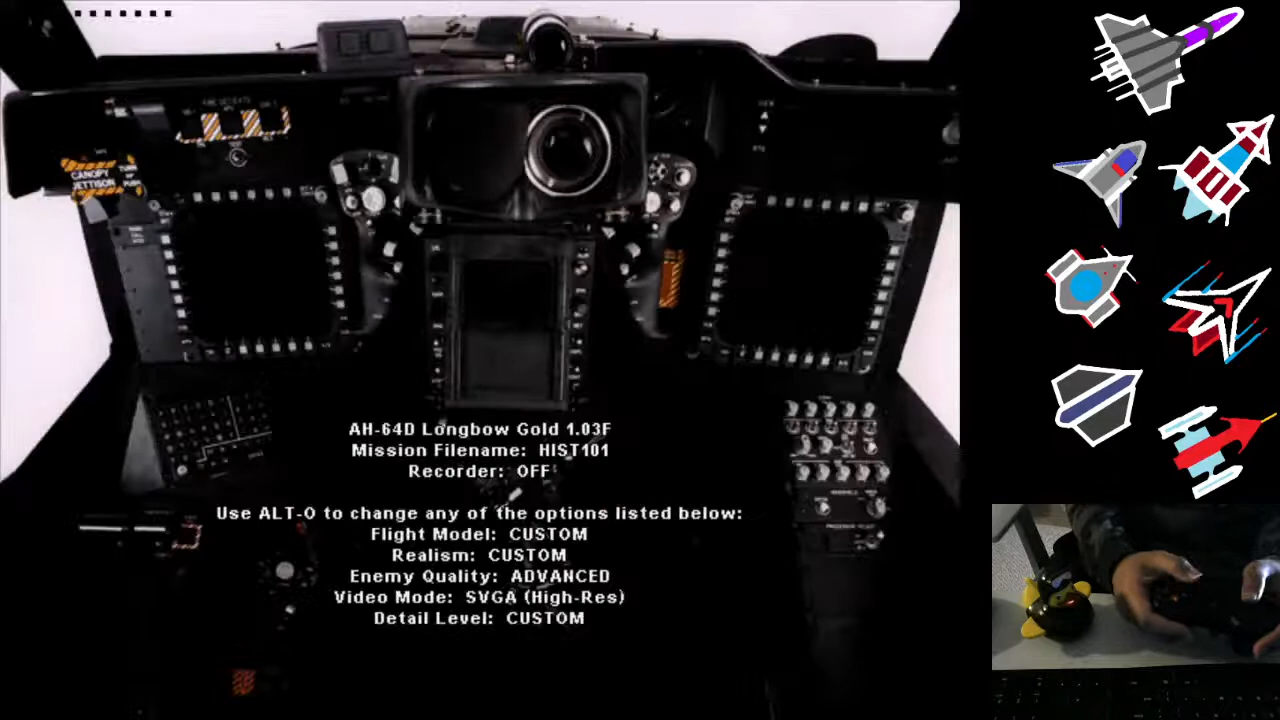 CANOPY
JETTISON
TURN
PUSH
AH-64D Longbow Gold 1.03F
Mission Filename: HIST101
Recorder: OFF
Use ALT-O to change any of the options listed below:
Flight Model: CUSTOM
Realism: CUSTOM
Enemy Quality: ADVANCED
Video Mode: SVGA (High-Res)
Detail Level: CUSTOM